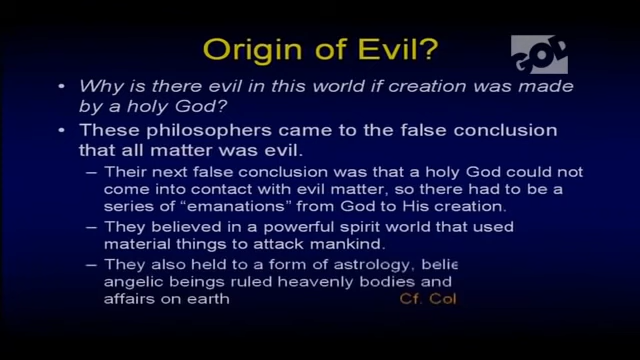 Origin of Evil?
GOD
• Why is there evil in this world if creation was made
by a holy God?
• These philosophers came to the false conclusion
that all matter was evil.
– Their next false conclusion was that a holy God could not
come into contact with evil matter, so there had to be a
series of “emanations” from God to His creation.
– They believed in a powerful spirit world that used
material things to attack mankind.
– They also held to a form of astrology, belie
angelic beings ruled heavenly bodies and
affairs on earth Cf. Col